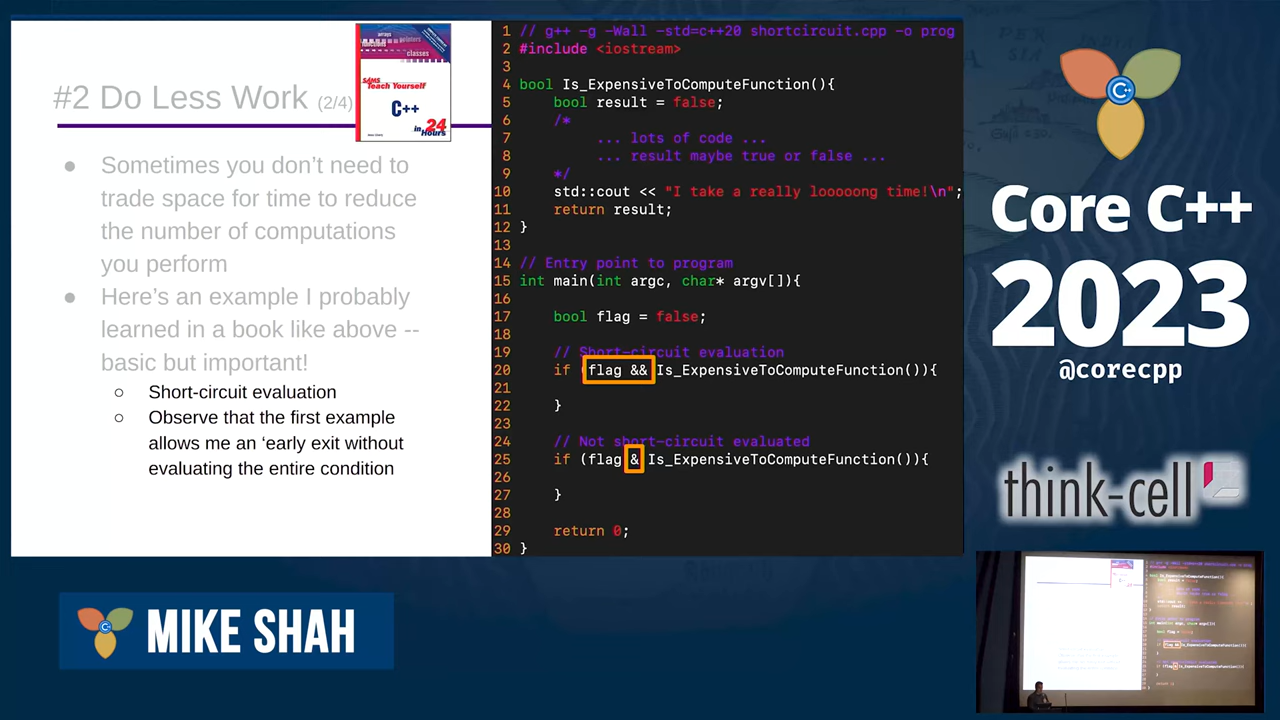 #2 Do Less Work (2/4)
arrays
pointers
functions
classes
SAMS
Teach Yourself
C++
in 24
Hours
● Sometimes you don’t need to
trade space for time to reduce
the number of computations
you perform
● Here’s an example I probably
learned in a book like above --
basic but important!
○ Short-circuit evaluation
○ Observe that the first example
allows me an ‘early exit without
evaluating the entire condition
1 // g++ -g -Wall -std=c++20 shortcircuit.cpp -o prog
2 #include <iostream>
3
4 bool Is_ExpensiveToComputeFunction(){
5     bool result = false;
6     /*
7          ... lots of code ...
8          ... result maybe true or false ...
9     */
10     std::cout << "I take a really looooong time!\n";
11     return result;
12 }
13
14 // Entry point to program
15 int main(int argc, char* argv[]){
16
17     bool flag = false;
18
19     // Short-circuit evaluation
20     if (flag && Is_ExpensiveToComputeFunction()){
21
22     }
23
24     // Not short-circuit evaluated
25     if (flag & Is_ExpensiveToComputeFunction()){
26
27     }
28
29     return 0;
30 }
C++
Core C++
2023
@corecpp
think-cell
MIKE SHAH